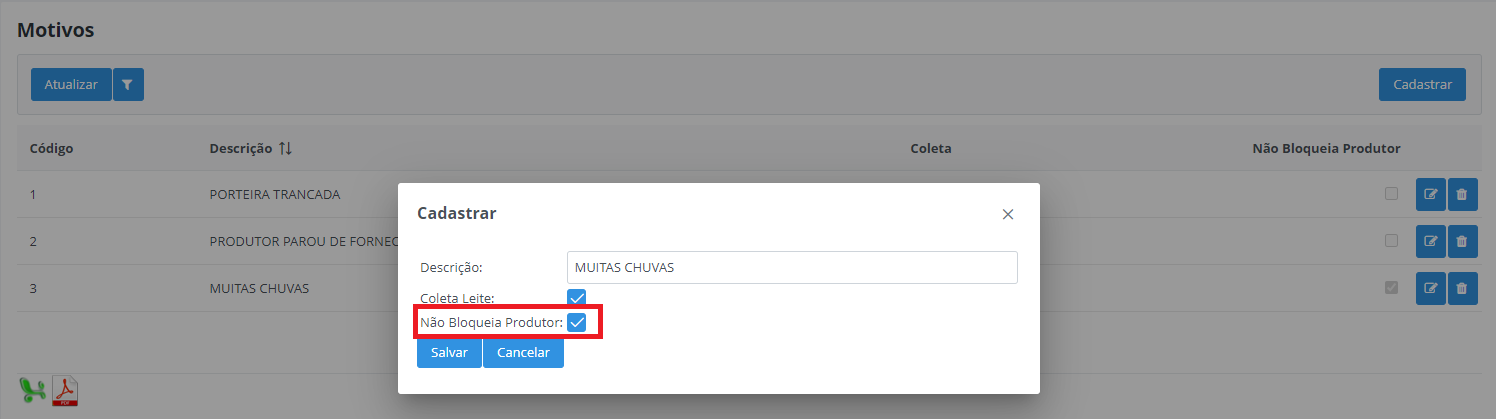 Motivos
Atualizar Cadastrar
Código Descrição Coleta Não Bloqueia Produtor
1 PORTEIRA TRANCADA
2 PRODUTOR PAROU DE FORNEC
3 MUITAS CHUVAS
Cadastrar
Descrição: MUITAS CHUVAS
Coleta Leite:
Não Bloqueia Produtor:
Salvar Cancelar
PDF